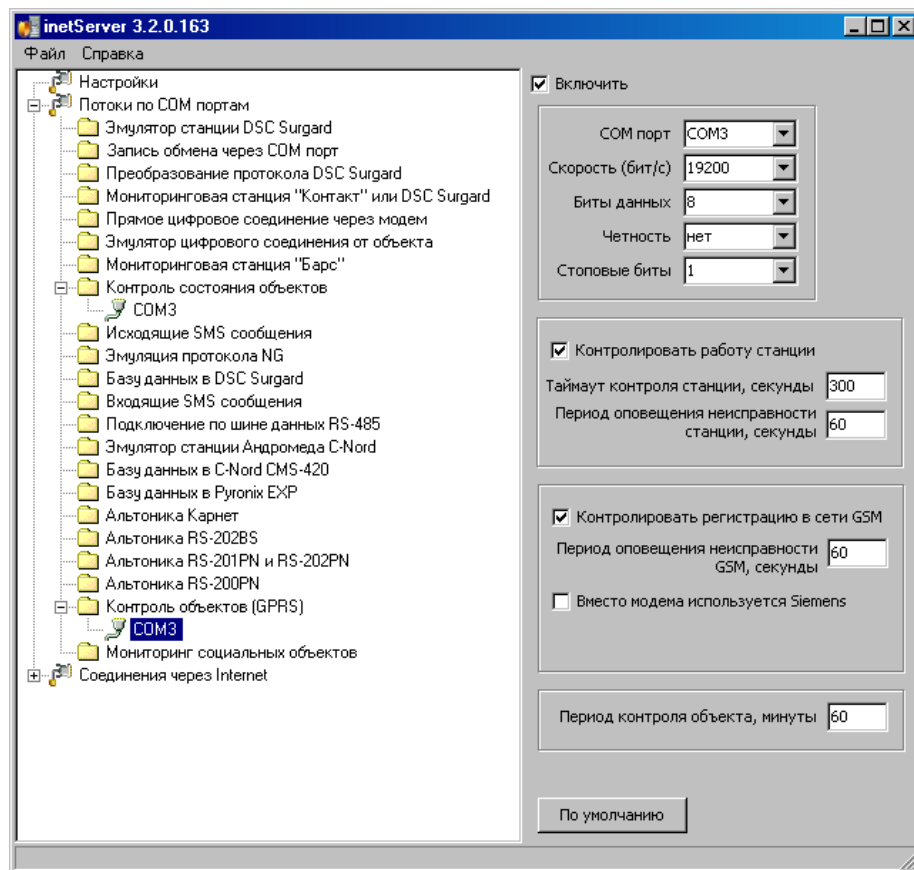 inetServer 3.2.0.163
Файл Справка
Настройки
Потоки по COM портам
Эмулятор станции DSC Surgard
Запись обмена через COM порт
Преобразование протокола DSC Surgard
Мониторинговая станция "Контакт" или DSC Surgard
Прямое цифровое соединение через модем
Эмулятор цифрового соединения от объекта
Мониторинговая станция "Барс"
Контроль состояния объектов
COM3
Исходящие SMS сообщения
Эмуляция протокола NG
Базу данных в DSC Surgard
Входящие SMS сообщения
Подключение по шине данных RS-485
Эмулятор станции Андромеда C-Nord
Базу данных в C-Nord CMS-420
Базу данных в Pyronix EXP
Альтоника Карнет
Альтоника RS-202BS
Альтоника RS-201PN и RS-202PN
Альтоника RS-200PN
Контроль объектов (GPRS)
COM3
Мониторинг социальных объектов
Соединения через Internet
Включить
COM порт COM3
Скорость (бит/с) 19200
Биты данных 8
Четность нет
Стоповые биты 1
Контролировать работу станции
Таймаут контроля станции, секунды 300
Период оповещения неисправности
станции, секунды 60
Контролировать регистрацию в сети GSM
Период оповещения неисправности
GSM, секунды 60
Вместо модема используется Siemens
Период контроля объекта, минуты 60
По умолчанию